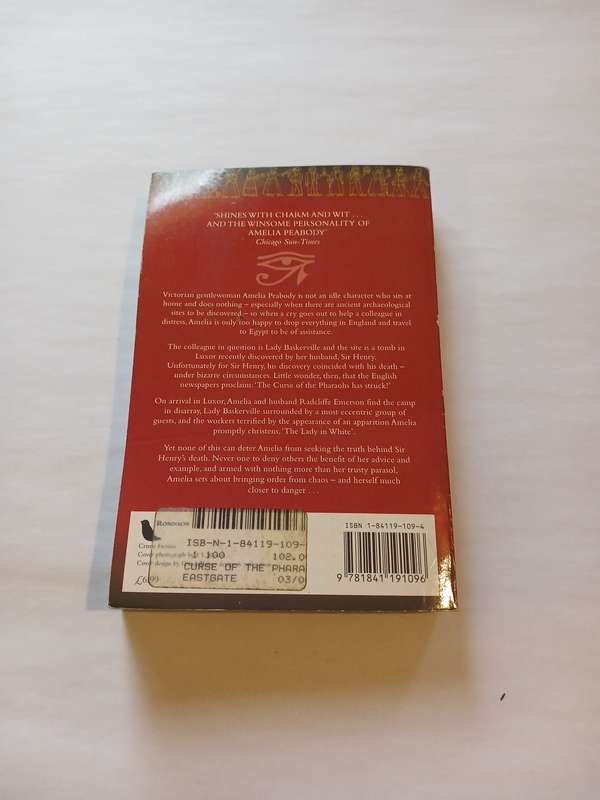 'SHINES WITH CHARM AND WIT . . .
AND THE WINSOME PERSONALITY OF
AMELIA PEABODY'
Chicago Sun-Times
Victorian gentlewoman Amelia Peabody is not an idle character who sits at
home and does nothing – especially when there are ancient archaeological
sites to be discovered – so when a cry goes out to help a colleague in
distress, Amelia is only too happy to drop everything in England and travel
to Egypt to be of assistance.
The colleague in question is Lady Baskerville and the site is a tomb in
Luxor recently discovered by her husband, Sir Henry.
Unfortunately for Sir Henry, his discovery coincided with his death –
under bizarre circumstances. Little wonder, then, that the English
newspapers proclaim: 'The Curse of the Pharaohs has struck!'
On arrival in Luxor, Amelia and husband Radcliffe Emerson find the camp
in disarray, Lady Baskerville surrounded by a most eccentric group of
guests, and the workers terrified by the appearance of an apparition Amelia
promptly christens, 'The Lady in White'.
Yet none of this can deter Amelia from seeking the truth behind Sir
Henry's death. Never one to deny others the benefit of her advice and
example, and armed with nothing more than her trusty parasol,
Amelia sets about bringing order from chaos – and herself much
closer to danger . . .
ROBINSON
Crime Fiction
Cover photograph
Cover design by
£6.99
ISB-N-1-84119-109-
1 100 102.0
CURSE OF THE PHARA
EASTGATE 03/0
ISBN 1-84119-109-4
9 781841 191096